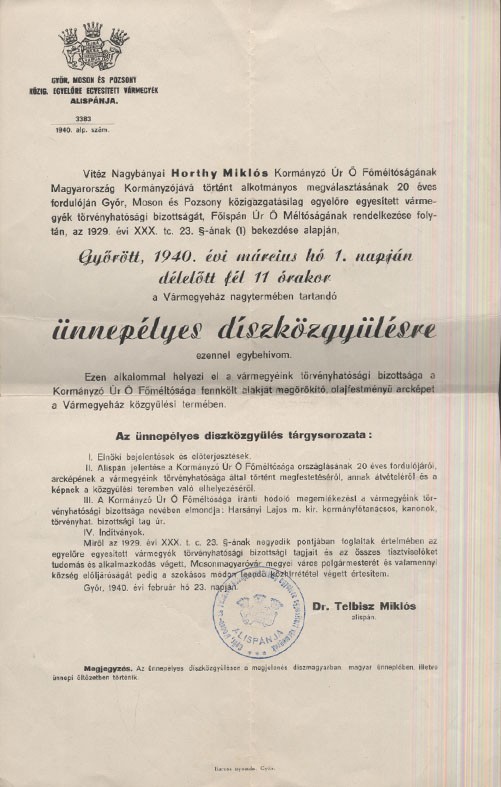 GYŐR, MOSON ÉS POZSONY
KÖZIG. EGYELŐRE EGYESÍTETT VÁRMEGYÉK
ALISPÁNJA.
3383
1940. alp. szám.
Vitéz Nagybányai Horthy Miklós Kormányzó Úr Ő Főméltóságának
Magyarország Kormányzójává történt alkotmányos megválasztásának 20 éves
fordulóján Győr, Moson és Pozsony közigazgatásilag egyelőre egyesített várme-
gyék törvényhatósági bizottságát, Főispán Úr Ő Méltóságának rendelkezése foly-
tán, az 1929. évi XXX. tc. 23. §-ának (I) bekezdése alapján,
Győrött, 1940. évi március hó 1. napján
délelőtt fél 11 órakor
a Vármegyeház nagytermében tartandó
ünnepélyes díszközgyülésre
ezennel egybehivom.
Ezen alkalommal helyezi el a vármegyéink törvényhatósági bizottsága a
Kormányzó Úr Ő Főméltósága fennkölt alakját megörökítő, olajfestményű arcképet
a Vármegyeház közgyülési termében.
Az ünnepélyes diszközgyülés tárgysorozata:
I. Elnöki bejelentések és előterjesztések.
II. Alispán jelentése a Kormányzó Úr Ő Főméltósága országlásának 20 éves fordulójáról,
arcképének a vármegyéink törvényhatósága által történt megfestetéséről, annak átvételéről és a
képnek a közgyülési teremben való elhelyezéséről.
III. A Kormányzó Úr Ő Főméltósága iránti hódoló megemlékezést a vármegyéink tör-
vényhatósági bizottsága nevében elmondja: Harsányi Lajos m. kir. kormányfőtanácsos, kanonok,
törvényhat. bizottsági tag úr.
IV. Inditványok.
Miről az 1929. évi XXX. t. c. 23. §-ának negyedik pontjában foglaltak értelmében az
egyelőre egyesített vármegyék törvényhatósági bizottsági tagjait és az összes tisztviselőket
tudomás és alkalmazkodás végett, Mosonmagyaróvár megyei város polgármesterét és valamennyi
község elöljáróságát pedig a szokásos módon leendő közhirrététel végett értesítem.
Győr, 1940. évi február hó 23. napján.
Dr. Telbisz Miklós
alispán.
ALISPÁNJA
Megjegyzés. Az ünnepélyes díszközgyülésen a megjelenés díszmagyarban, magyar ünneplőben, illetve
ünnepi öltözetben történik.
Győr.